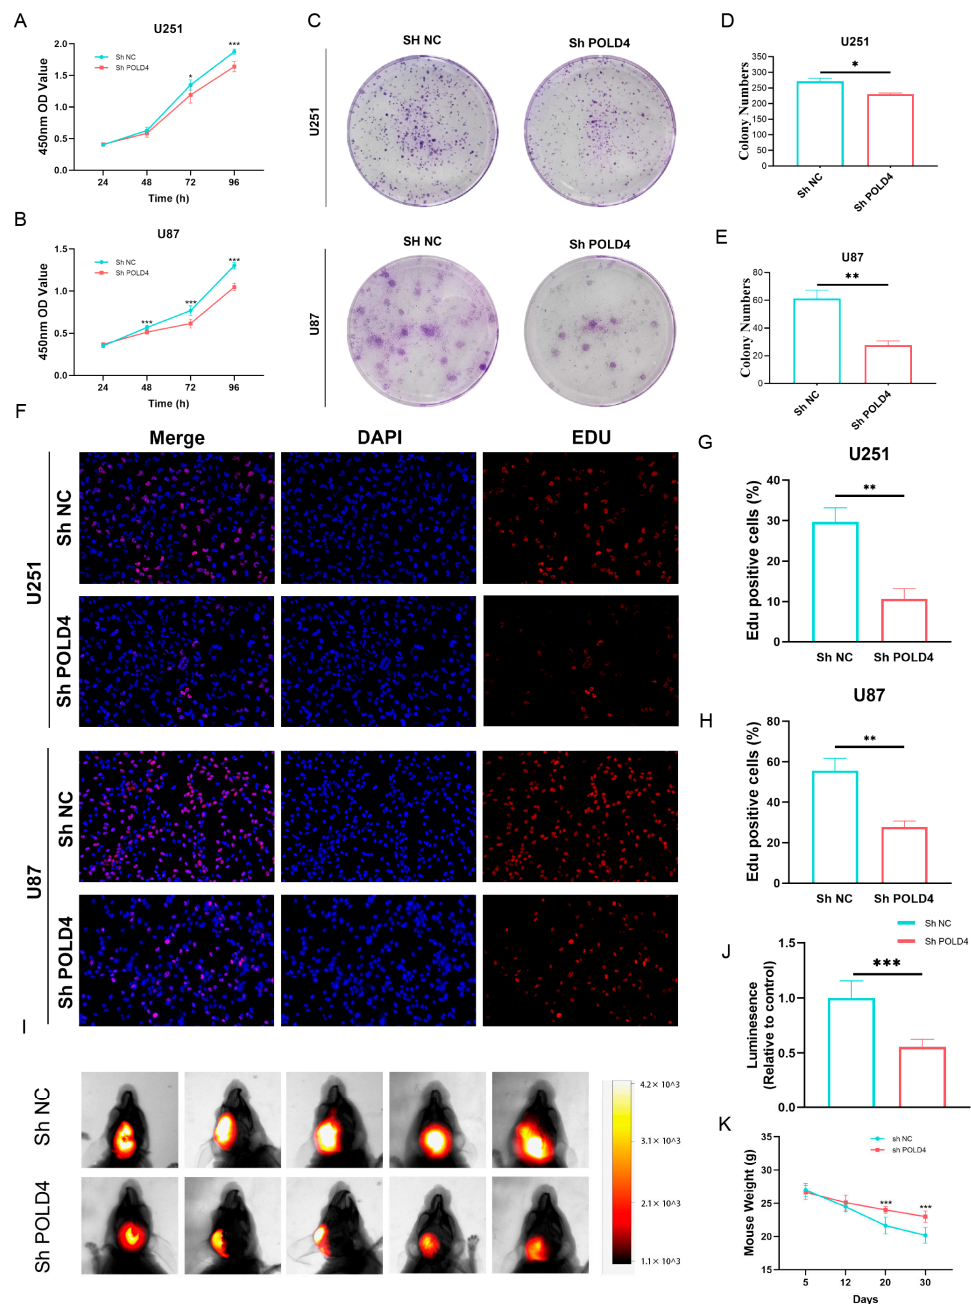 A
U251
Sh NC
Sh POLD4
***
*
450nm OD Value
2.0
1.5
1.0
0.5
0.0
24 48 72 96
Time (h)
B
U87
Sh NC
Sh POLD4
***
***
***
450nm OD Value
1.5
1.0
0.5
0.0
24 48 72 96
Time (h)
C
SH NC Sh POLD4
U251
SH NC Sh POLD4
U87
D
U251
*
Colony Numbers
350
300
250
200
150
100
50
0
Sh NC Sh POLD4
E
U87
**
Colony Numbers
80
60
40
20
0
Sh NC Sh POLD4
F
Merge DAPI EDU
U251
Sh NC
Sh POLD4
U87
Sh NC
Sh POLD4
G
U251
**
Edu positive cells (%)
40
30
20
10
0
Sh NC Sh POLD4
H
U87
**
Edu positive cells (%)
80
60
40
20
0
Sh NC Sh POLD4
I
Sh NC
Sh POLD4
4.2×10^3
3.1×10^3
2.1×10^3
1.1×10^3
J
Sh NC
Sh POLD4
***
Luminesence
(Relative to control)
1.5
1.0
0.5
0.0
K
sh NC
sh POLD4
*** ***
Mouse Weight (g)
35
30
25
20
15
5 12 20 30
Days